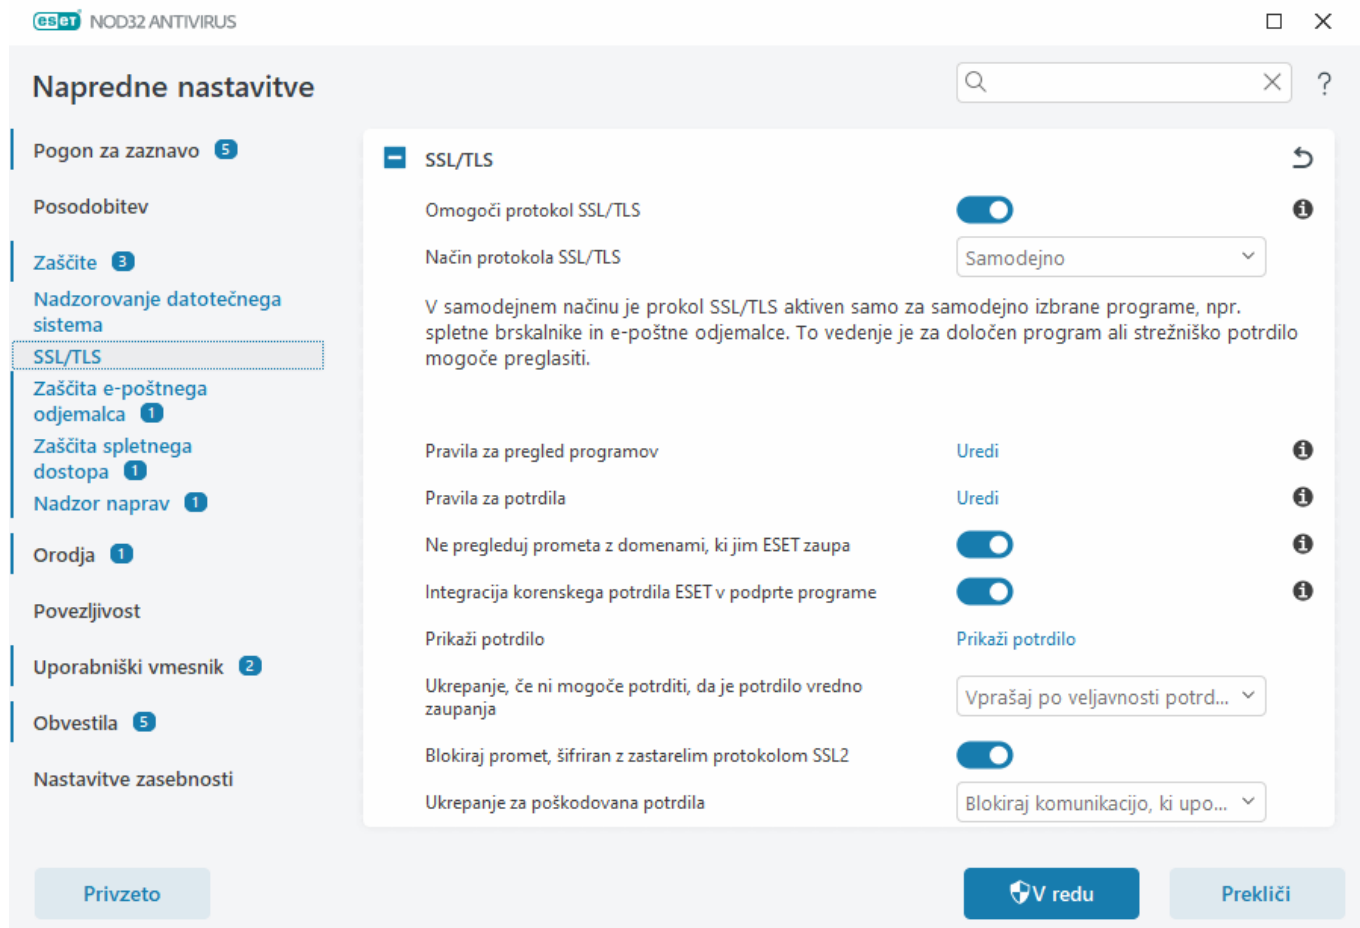 eset NOD32 ANTIVIRUS
Napredne nastavitve
?
Pogon za zaznavo 5
Posodobitev
Zaščite 3
Nadzorovanje datotečnega
sistema
SSL/TLS
Zaščita e-poštnega
odjemalca 1
Zaščita spletnega
dostopa 1
Nadzor naprav 1
Orodja 1
Povezljivost
Uporabniški vmesnik 2
Obvestila 5
Nastavitve zasebnosti
SSL/TLS
Omogoči protokol SSL/TLS
Način protokola SSL/TLS Samodejno
V samodejnem načinu je prokol SSL/TLS aktiven samo za samodejno izbrane programe, npr.
spletne brskalnike in e-poštne odjemalce. To vedenje je za določen program ali strežniško potrdilo
mogoče preglasiti.
Pravila za pregled programov Uredi
Pravila za potrdila Uredi
Ne pregleduj prometa z domenami, ki jim ESET zaupa
Integracija korenskega potrdila ESET v podprte programe
Prikaži potrdilo Prikaži potrdilo
Ukrepanje, če ni mogoče potrditi, da je potrdilo vredno
zaupanja Vprašaj po veljavnosti potrd...
Blokiraj promet, šifriran z zastarelim protokolom SSL2
Ukrepanje za poškodovana potrdila Blokiraj komunikacijo, ki upo...
Privzeto V redu Prekliči